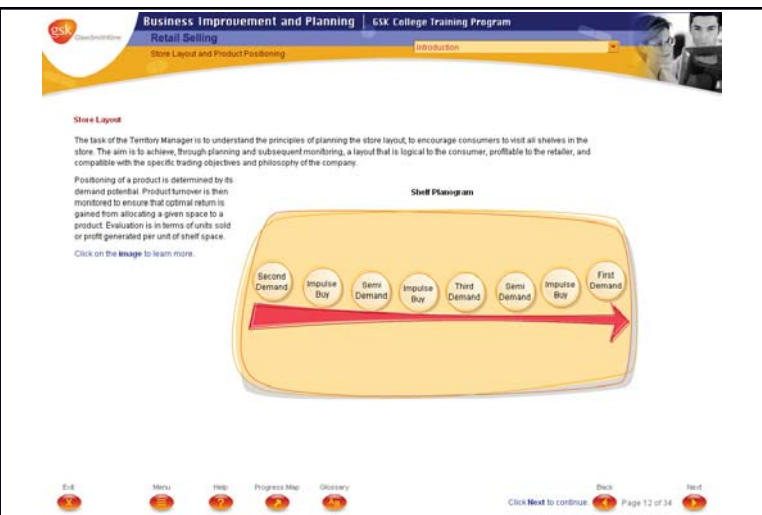 gsk
GlaxoSmithKline
Business Improvement and Planning | GSK College Training Program
Retail Selling
Store Layout and Product Positioning
Introduction
Store Layout
The task of the Territory Manager is to understand the principles of planning the store layout, to encourage consumers to visit all shelves in the
store. The aim is to achieve, through planning and subsequent monitoring, a layout that is logical to the consumer, profitable to the retailer, and
compatible with the specific trading objectives and philosophy of the company.
Positioning of a product is determined by its
demand potential. Product turnover is then
monitored to ensure that optimal return is
gained from allocating a given space to a
product. Evaluation is in terms of units sold
or profit generated per unit of shelf space.
Click on the image to learn more.
Shelf Planogram
Second
Demand
Impulse
Buy
Semi
Demand
Impulse
Buy
Third
Demand
Semi
Demand
Impulse
Buy
First
Demand
Exit
Menu
Help
Progress Map
Glossary
Click Next to continue.
Back
Page 12 of 34
Next